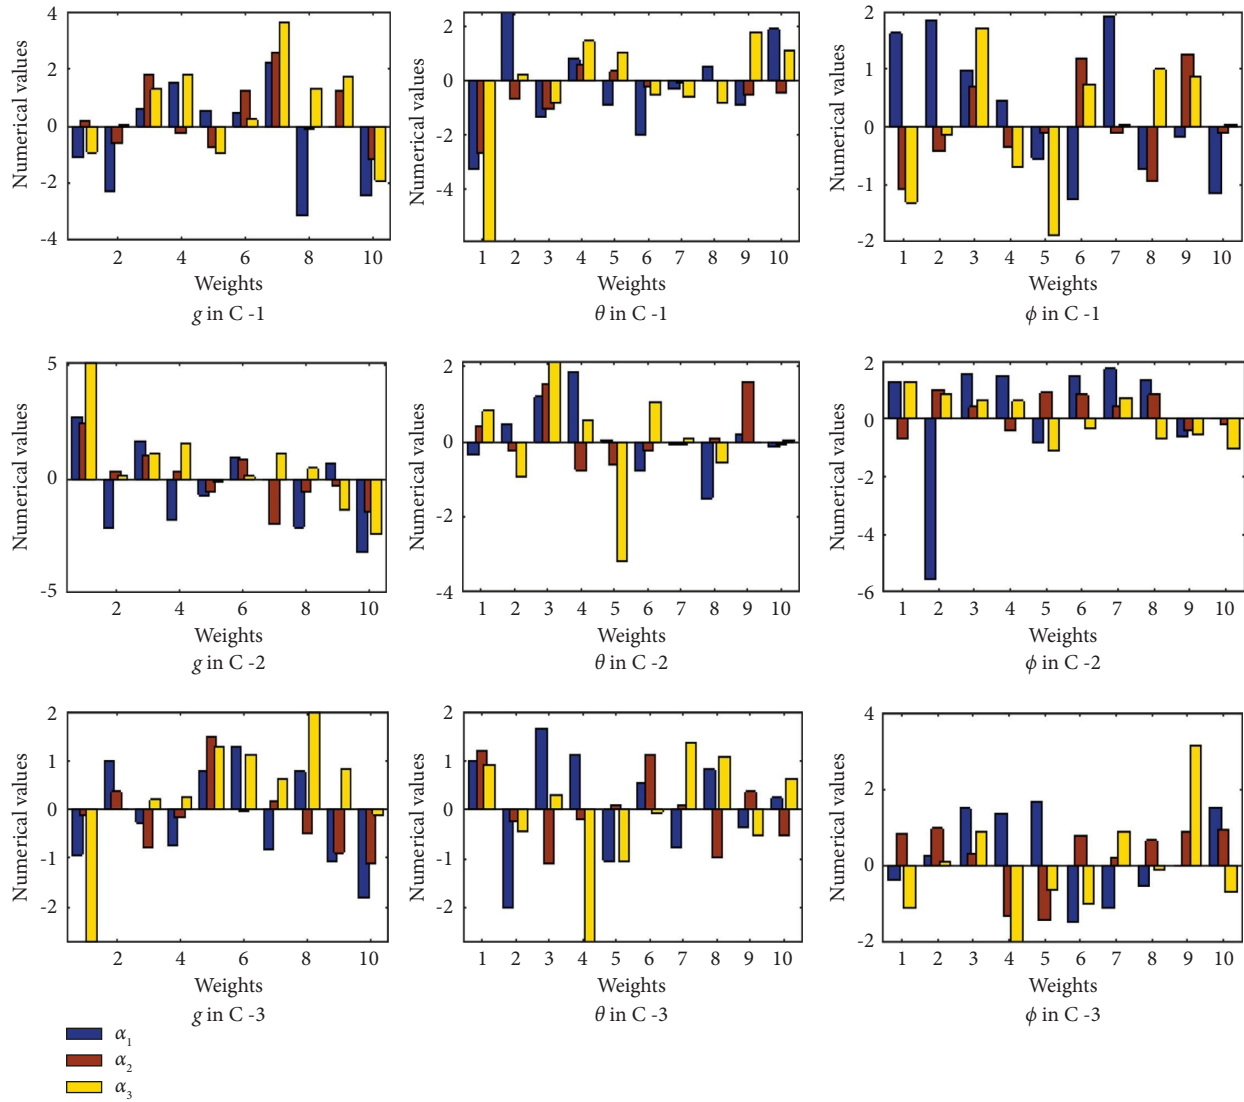 4
2
0
-2
-4
Numerical values
2 4 6 8 10
Weights
g in C -1
2
0
-2
-4
Numerical values
1 2 3 4 5 6 7 8 9 10
Weights
θ in C -1
2
1
0
-1
-2
Numerical values
1 2 3 4 5 6 7 8 9 10
Weights
ϕ in C -1
5
0
-5
Numerical values
2 4 6 8 10
Weights
g in C -2
2
0
-2
-4
Numerical values
1 2 3 4 5 6 7 8 9 10
Weights
θ in C -2
2
0
-2
-4
-6
Numerical values
1 2 3 4 5 6 7 8 9 10
Weights
ϕ in C -2
2
1
0
-1
-2
Numerical values
2 4 6 8 10
Weights
g in C -3
2
1
0
-1
-2
Numerical values
1 2 3 4 5 6 7 8 9 10
Weights
θ in C -3
4
2
0
-2
Numerical values
1 2 3 4 5 6 7 8 9 10
Weights
ϕ in C -3
α₁
α₂
α₃